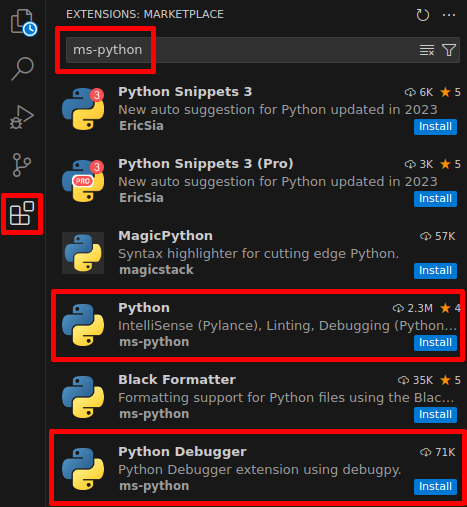 EXTENSIONS: MARKETPLACE
ms-python
3
Python Snippets 3
6K ★ 5
New auto suggestion for Python updated in 2023
EricSia
Install
3
PRO
Python Snippets 3 (Pro)
3K ★ 5
New auto suggestion for Python updated in 2023
EricSia
Install
MagicPython
57K
Syntax highlighter for cutting edge Python.
magicstack
Install
Python
2.3M ★ 4
IntelliSense (Pylance), Linting, Debugging (Python...
ms-python
Install
Black Formatter
35K ★ 5
Formatting support for Python files using the Blac...
ms-python
Install
Python Debugger
71K
Python Debugger extension using debugpy.
ms-python
Install